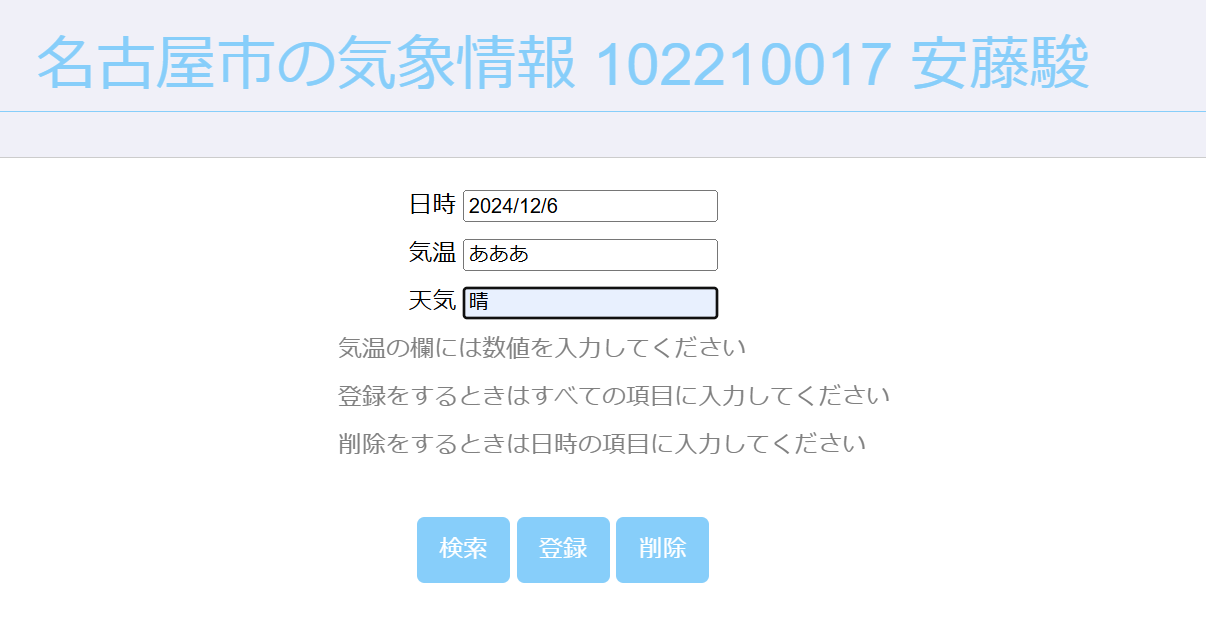 名古屋市の気象情報 102210017 安藤駿
日時 2024/12/6
気温 あああ
天気 晴
気温の欄には数値を入力してください
登録をするときはすべての項目に入力してください
削除をするときは日時の項目に入力してください
検索 登録 削除